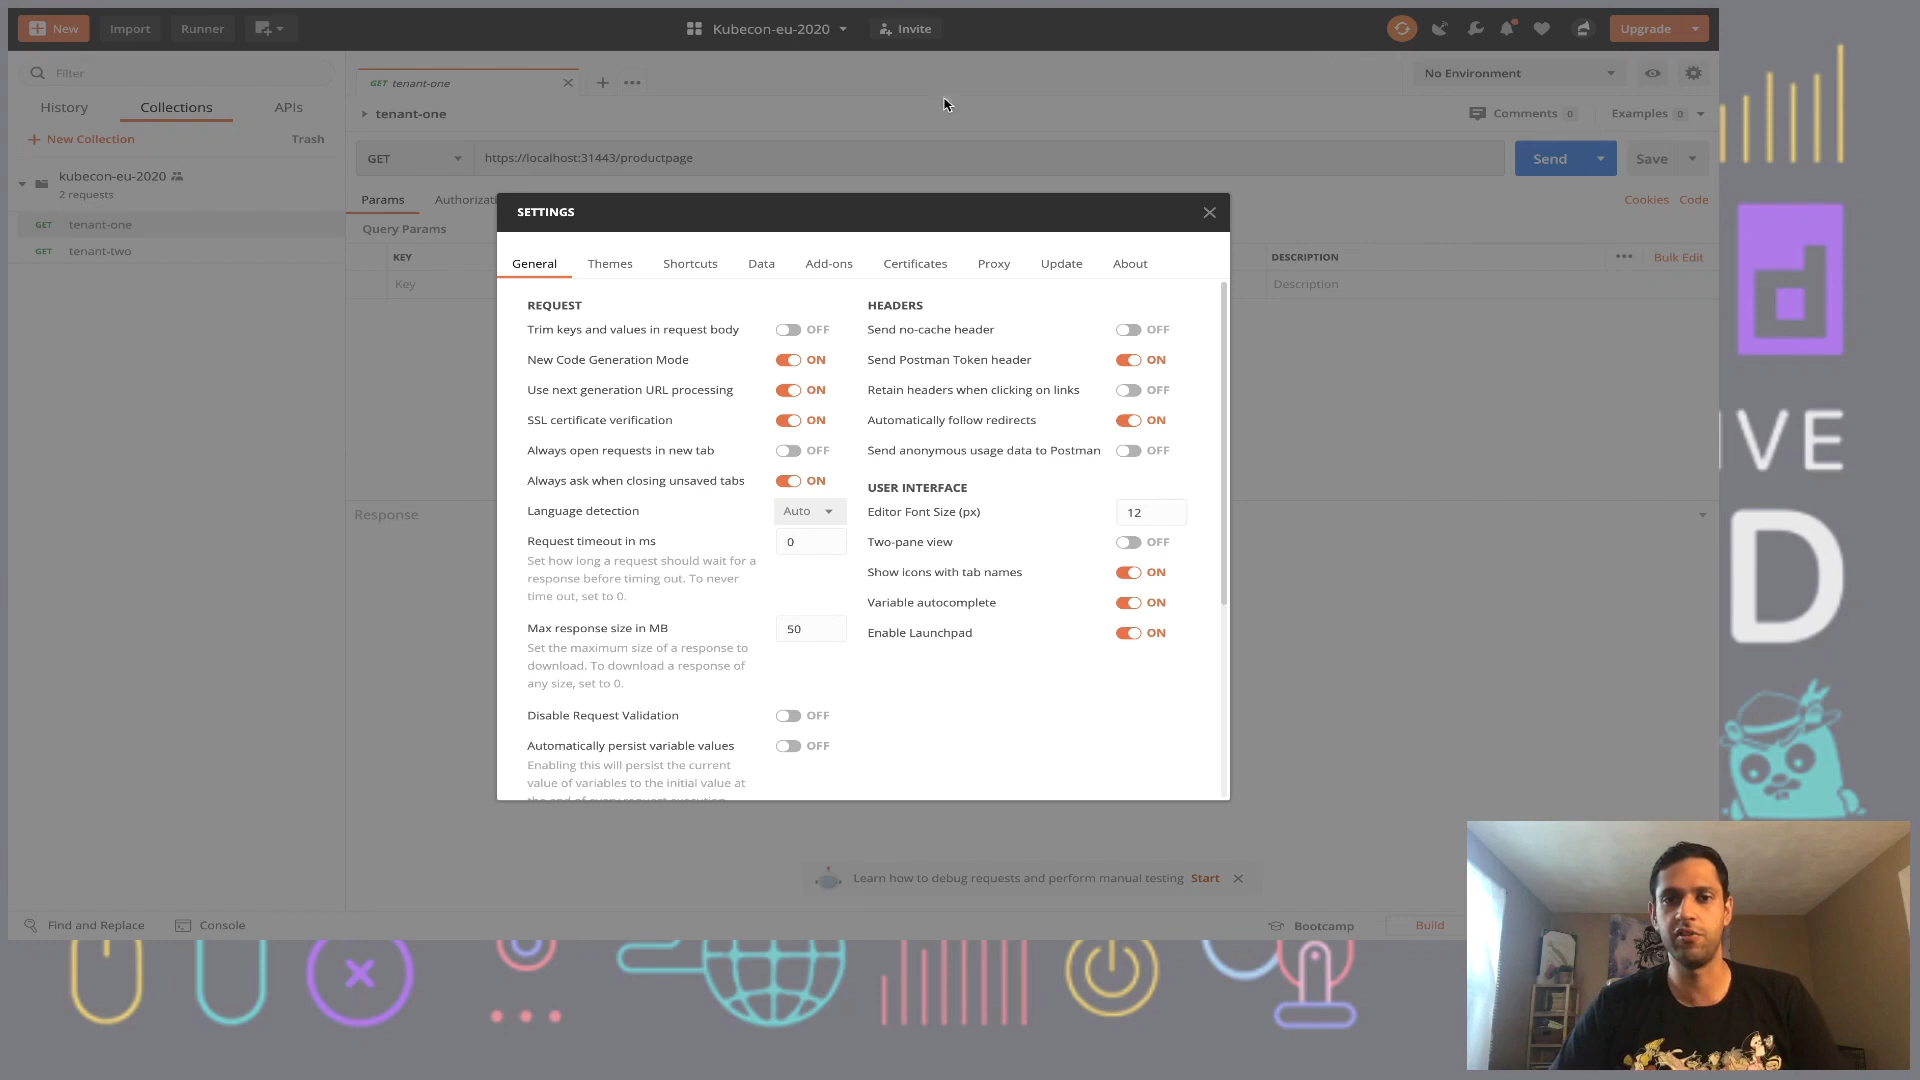 New
Import
Runner
Kubecon-eu-2020
Invite
Upgrade
Filter
History
Collections
APIs
New Collection
Trash
kubecon-eu-2020
2 requests
GET tenant-one
GET tenant-two
GET tenant-one
No Environment
tenant-one
Comments 0
Examples 0
GET
https://localhost:31443/productpage
Send
Save
Params
Authorizati
Cookies
Code
Query Params
KEY
DESCRIPTION
Bulk Edit
Key
Description
Response
SETTINGS
General
Themes
Shortcuts
Data
Add-ons
Certificates
Proxy
Update
About
REQUEST
Trim keys and values in request body OFF
New Code Generation Mode ON
Use next generation URL processing ON
SSL certificate verification ON
Always open requests in new tab OFF
Always ask when closing unsaved tabs ON
Language detection Auto
Request timeout in ms 0
Set how long a request should wait for a
response before timing out. To never
time out, set to 0.
Max response size in MB 50
Set the maximum size of a response to
download. To download a response of
any size, set to 0.
Disable Request Validation OFF
Automatically persist variable values OFF
Enabling this will persist the current
value of variables to the initial value at
the end of every request execution.
HEADERS
Send no-cache header OFF
Send Postman Token header ON
Retain headers when clicking on links OFF
Automatically follow redirects ON
Send anonymous usage data to Postman OFF
USER INTERFACE
Editor Font Size (px) 12
Two-pane view OFF
Show icons with tab names ON
Variable autocomplete ON
Enable Launchpad ON
Learn how to debug requests and perform manual testing Start
Find and Replace
Console
Bootcamp
Build
d
IVE
D